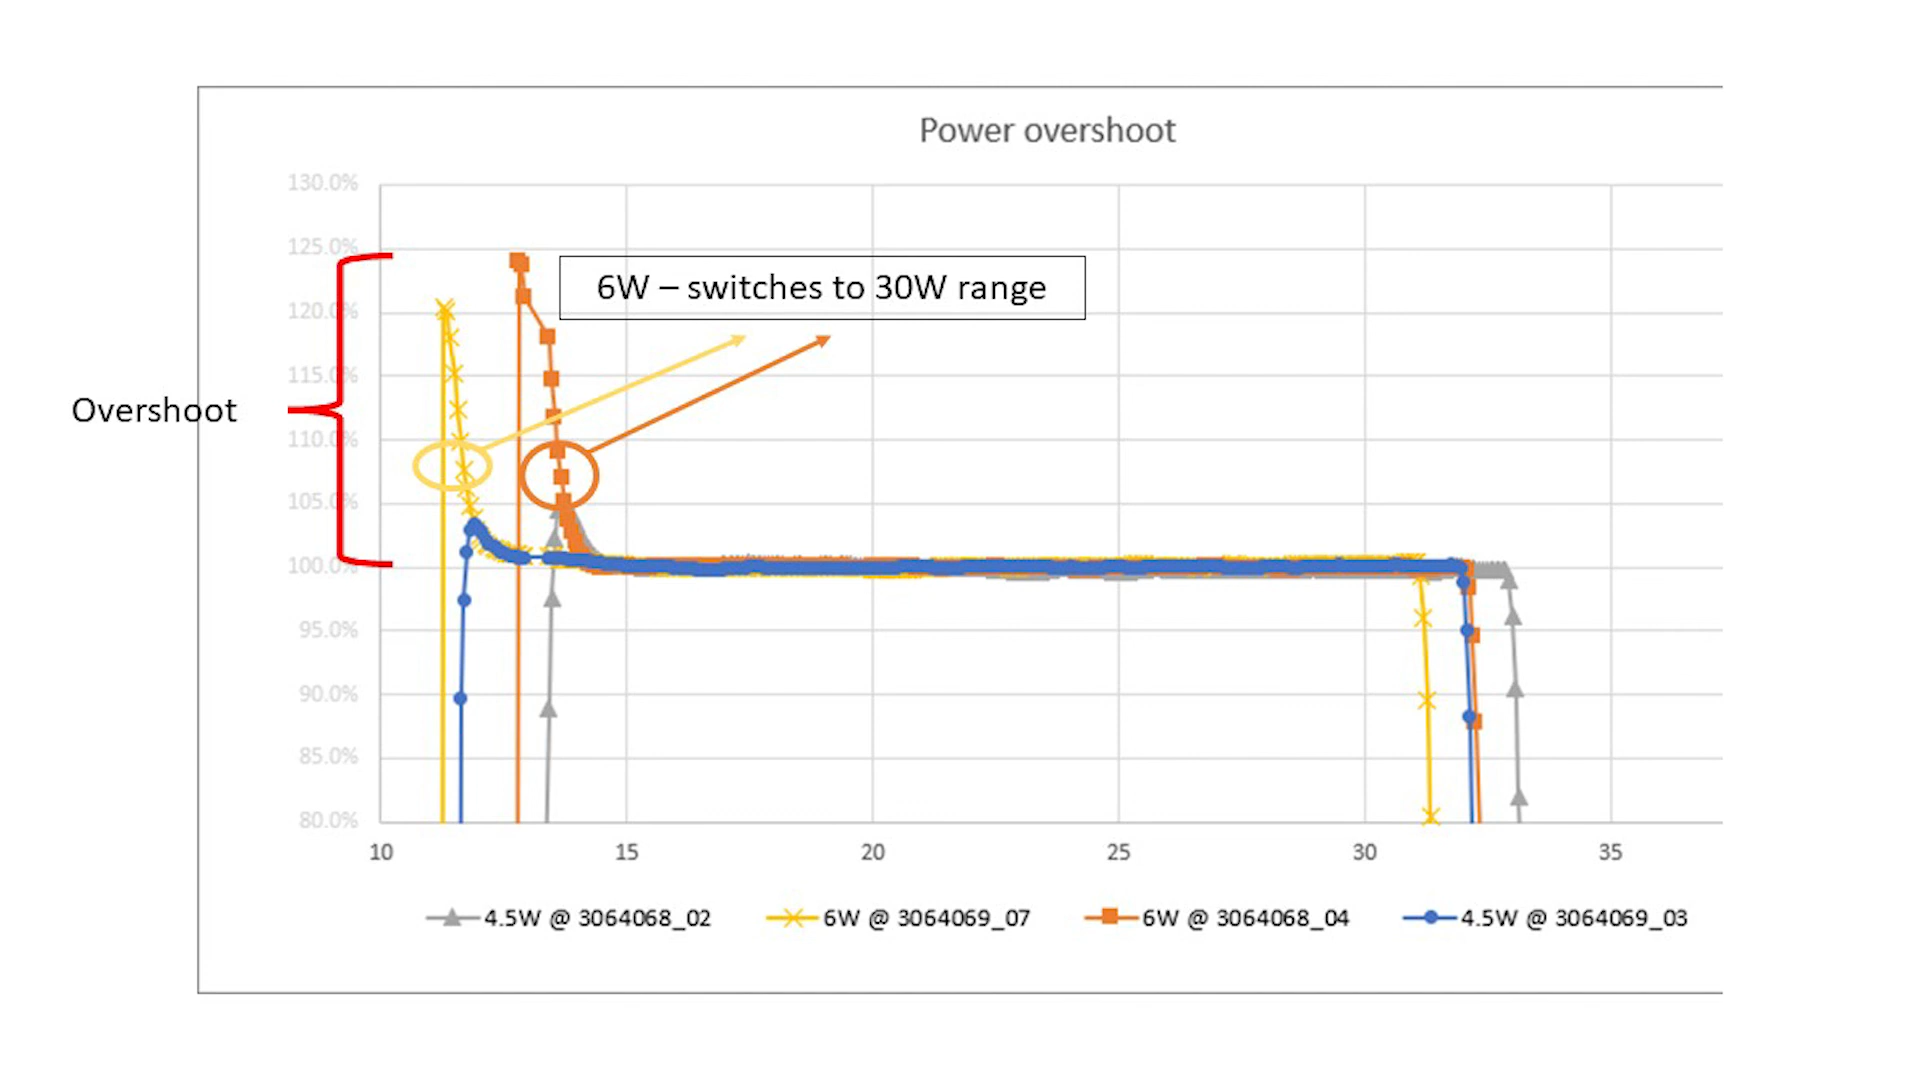 Power overshoot
130.0%
125.0%
6W – switches to 30W range
120.0%
115.0%
Overshoot
110.0%
105.0%
100.0%
95.0%
90.0%
85.0%
80.0%
10 15 20 25 30 35
4.5W @ 3064068_02 6W @ 3064069_07 6W @ 3064068_04 4.5W @ 3064069_03